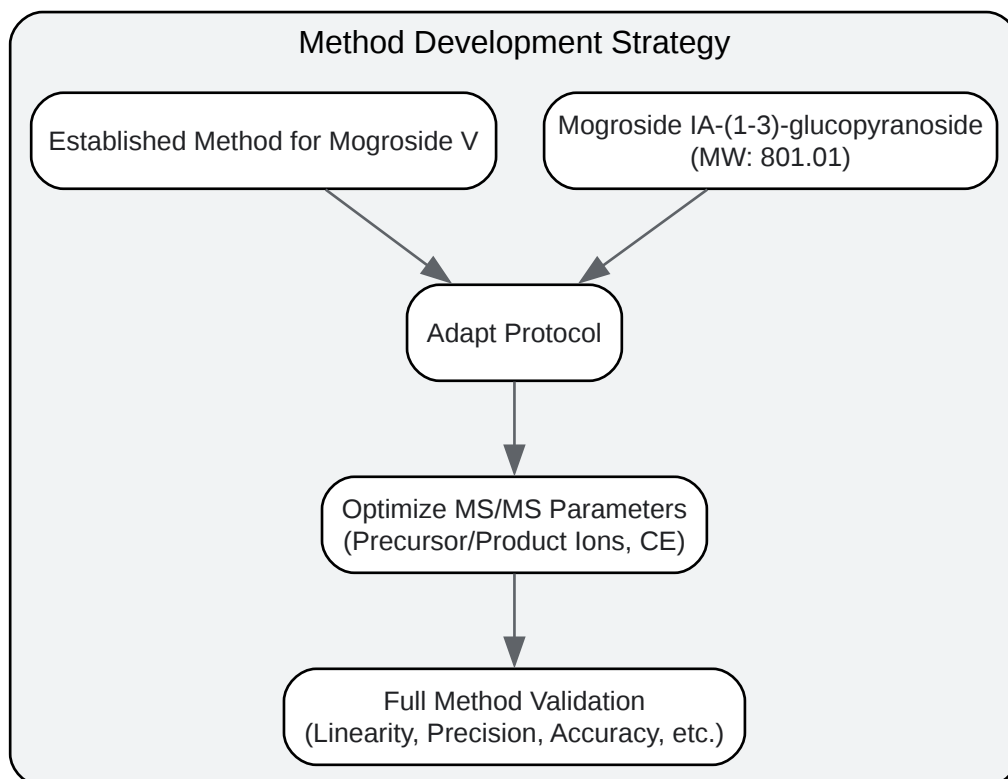 Method Development Strategy
Established Method for Mogroside V
Mogroside IA-(1-3)-glucopyranoside
(MW: 801.01)
Adapt Protocol
Optimize MS/MS Parameters
(Precursor/Product Ions, CE)
Full Method Validation
(Linearity, Precision, Accuracy, etc.)